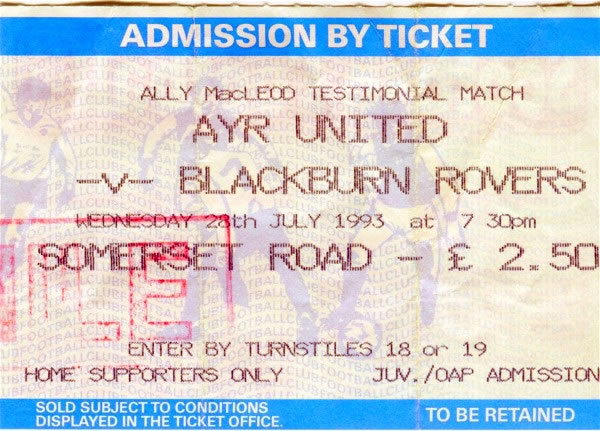 ADMISSION BY TICKET
ALLY MacLEOD TESTIMONIAL MATCH
AYR UNITED
-v- BLACKBURN ROVERS
WEDNESDAY 28th JULY 1993 at 7 30pm
SOMERSET ROAD - £ 2.50
ENTER BY TURNSTILES 18 or 19
HOME SUPPORTERS ONLY JUV./OAP ADMISSION
SOLD SUBJECT TO CONDITIONS
DISPLAYED IN THE TICKET OFFICE.
TO BE RETAINED